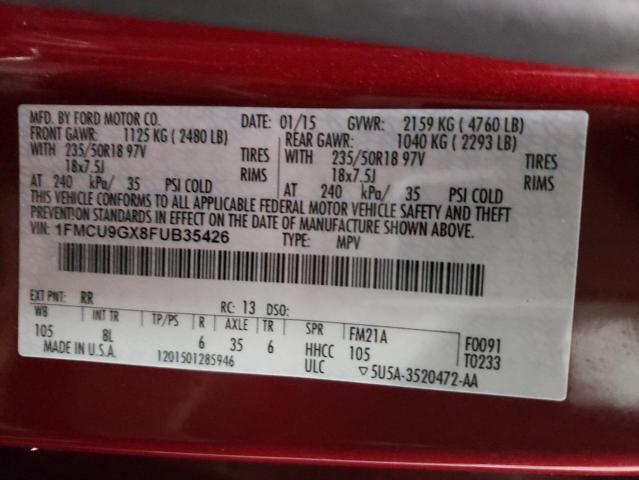 MFD. BY FORD MOTOR CO.
DATE: 01/15 GVWR: 2159 KG ( 4760 LB)
FRONT GAWR: 1125 KG ( 2480 LB)
REAR GAWR: 1040 KG ( 2293 LB)
WITH 235/50R18 97V TIRES
WITH 235/50R18 97V TIRES
18x7.5J RIMS
18x7.5J RIMS
AT 240 kPa/ 35 PSI COLD
AT 240 kPa/ 35 PSI COLD
THIS VEHICLE CONFORMS TO ALL APPLICABLE FEDERAL MOTOR VEHICLE SAFETY AND THEFT
PREVENTION STANDARDS IN EFFECT ON THE DATE OF MANUFACTURE SHOWN ABOVE.
VIN: 1FMCU9GX8FUB35426 TYPE: MPV
EXT PNT: RR RC: 13 DSO:
WB INT TR TP/PS R AXLE TR SPR FM21A F0091
105 8L 6 35 6 HHCC 105 T0233
MADE IN U.S.A. 1201501285946 ULC ▽5U5A-3520472-AA